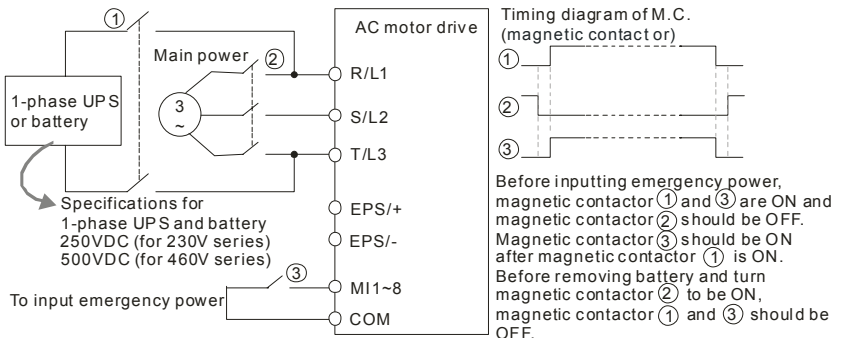 ①
AC motor drive
Main power
②
R/L1
1-phase UPS
or battery
3
~
S/L2
T/L3
Specifications for
1-phase UPS and battery
250VDC (for 230V series)
500VDC (for 460V series)
EPS/+
EPS/-
③
MI1~8
To input emergency power
COM
Timing diagram of M.C.
(magnetic contact or)
①
②
③
Before inputting emergency power,
magnetic contactor ① and ③ are ON and
magnetic contactor ② should be OFF.
Magnetic contactor ③ should be ON
after magnetic contactor ① is ON.
Before removing battery and turn
magnetic contactor ② to be ON,
magnetic contactor ① and ③ should be
OFF.